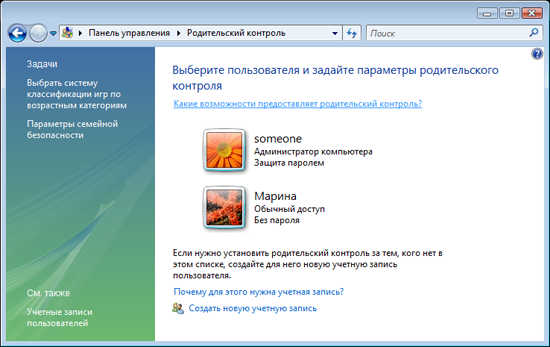 Панель управления ▸ Родительский контроль
Поиск
Задачи
Выбрать систему
классификации игр по
возрастным категориям
Параметры семейной
безопасности
Выберите пользователя и задайте параметры родительского
контроля
Какие возможности предоставляет родительский контроль?
someone
Администратор компьютера
Защита паролем
Марина
Обычный доступ
Без пароля
Если нужно установить родительский контроль за тем, кого нет в
этом списке, создайте для него новую учетную запись
пользователя.
Почему для этого нужна учетная запись?
Создать новую учетную запись
См. также
Учетные записи
пользователей